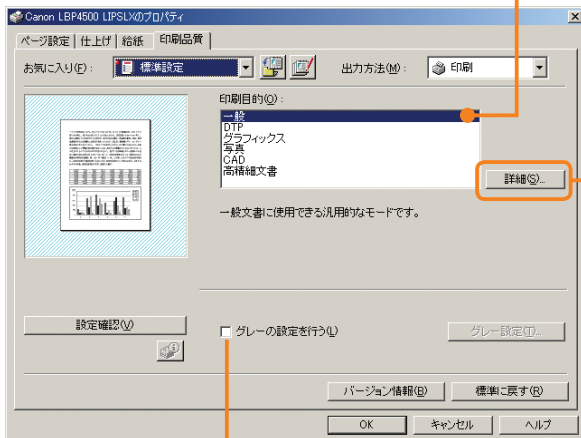 Canon LBP4500 LIPSLXのプロパティ
ページ設定 仕上げ 給紙 印刷品質
お気に入り(F): 標準設定 出力方法(M): 印刷
印刷目的(O):
一般
DTP
グラフィックス
写真
CAD
高精細文書
詳細(S)...
一般文書に使用できる汎用的なモードです。
設定確認(V)
グレーの設定を行う(L) グレー設定(T)...
バージョン情報(B) 標準に戻す(R)
OK キャンセル ヘルプ